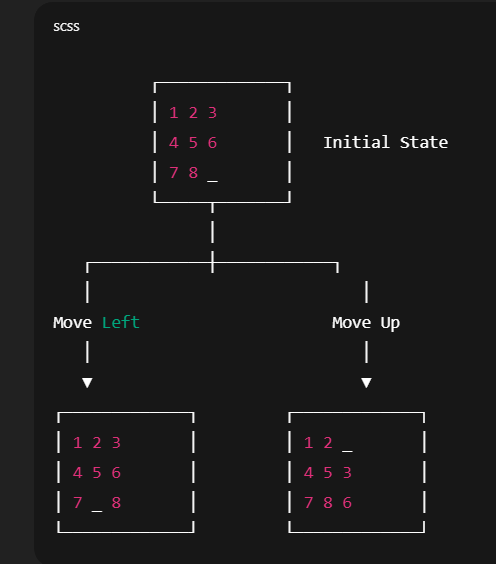 scss
1 2 3
4 5 6 Initial State
7 8 _
Move Left Move Up
1 2 3 1 2 _
4 5 6 4 5 3
7 _ 8 7 8 6